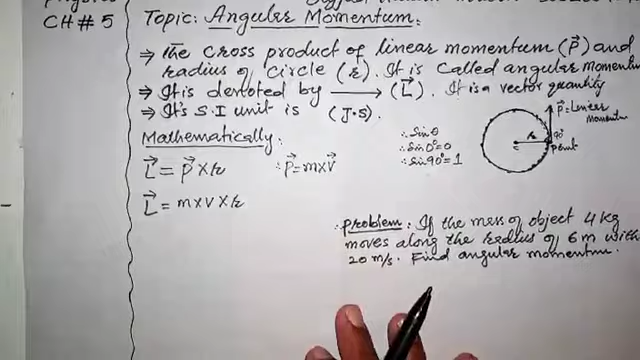 CH # 5
Topic: Angular Momentum.
⇒ The cross product of linear momentum (P⃗) and
radius of circle (r). It is called angular momentum
⇒ It is denoted by ⟶ (L⃗). It is a vector quantity
⇒ It's S.I unit is (J·s).
Mathematically:
L⃗ = P⃗ × r ∵ P⃗ = m×V⃗
L⃗ = m×V×r
∴ Sin θ
∴ Sin 0° = 0
∴ Sin 90° = 1
P⃗ = Linear
Momentum
r
90°
c
Point
Problem: If the mass of object 4 kg
moves along the radius of 6 m with
20 m/s. Find angular momentum.